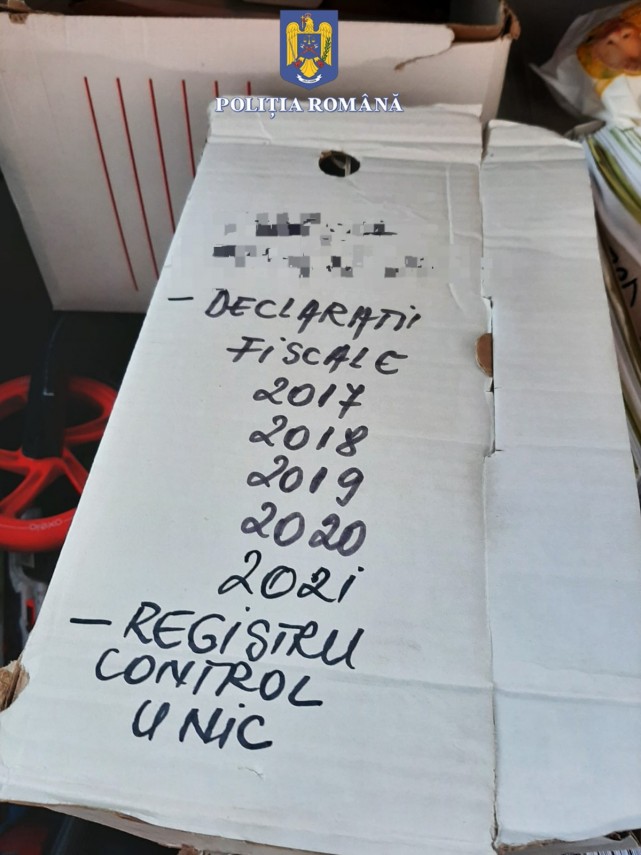 POLIȚIA ROMÂNĂ
- DECLARATII
FISCALE
2017
2018
2019
2020
2021
- REGISTRU
CONTROL
UNIC